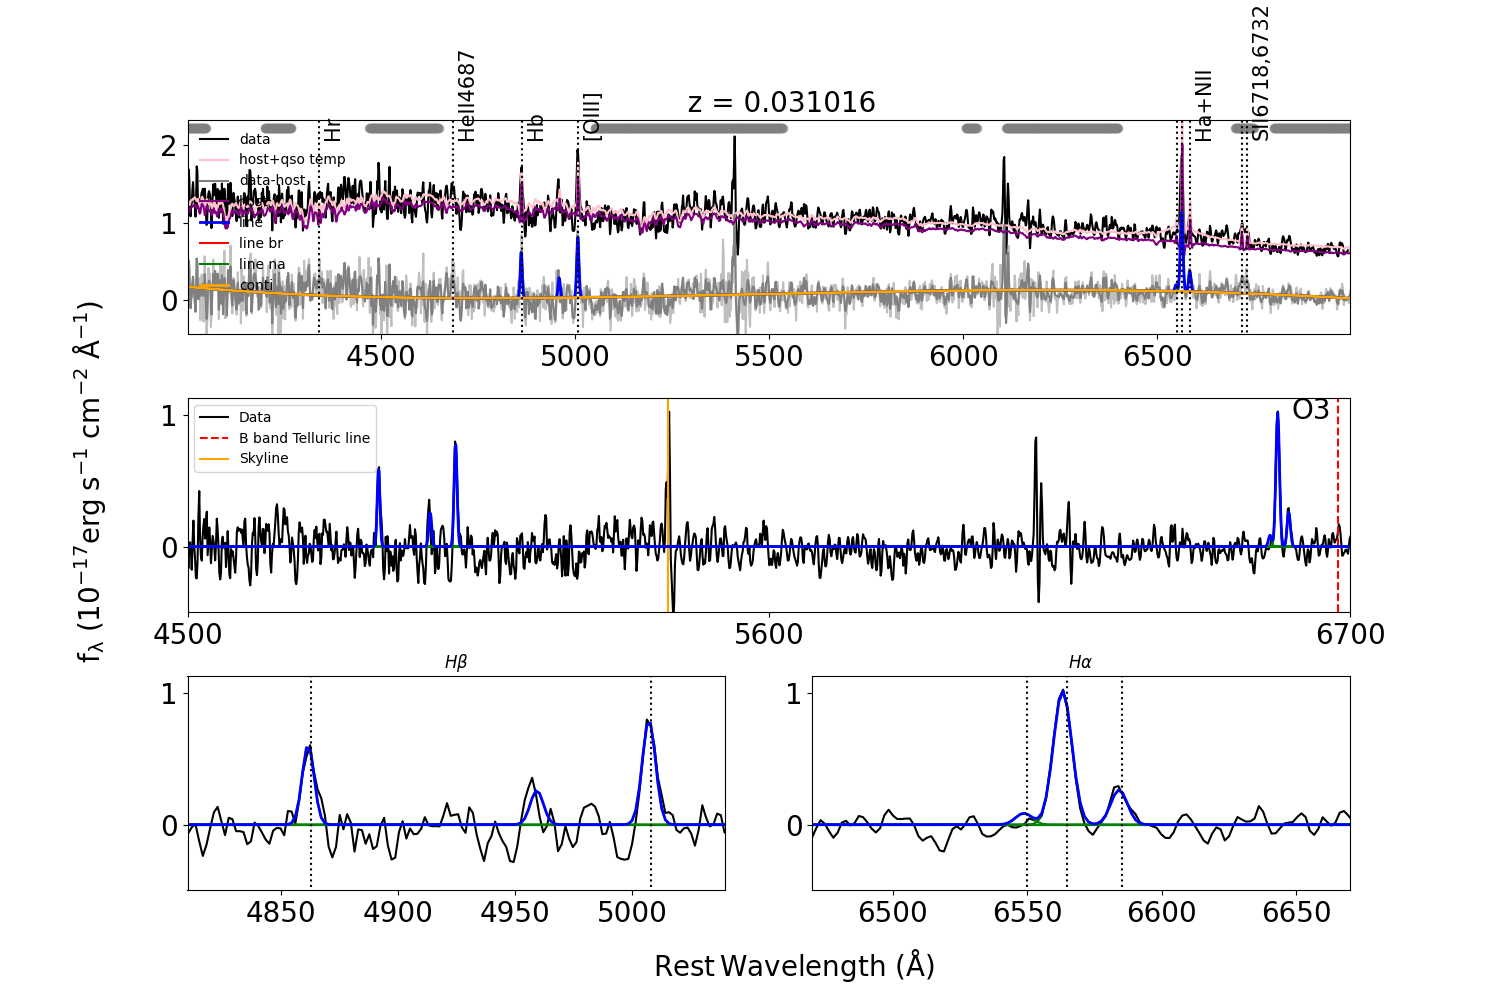 z = 0.031016
Hr
HeII4687
Hb
[OIII]
Ha+NII
SII6718,6732
data
host+qso temp
data-host
line
line br
line na
conti
2
1
0
4500 5000 5500 6000 6500
fλ (10−17erg s−1 cm−2 Å−1)
Data
B band Telluric line
Skyline
O3
1
0
4500 5600 6700
Hβ
1
0
4850 4900 4950 5000
Hα
1
0
6500 6550 6600 6650
Rest Wavelength (Å)